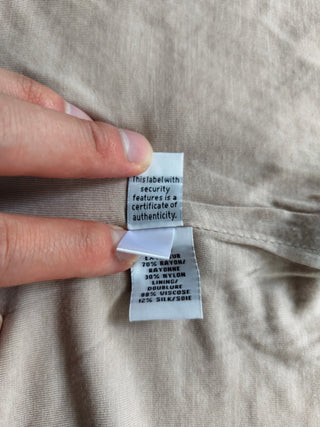 This label with
security
features is a
certificate of
authenticity.
70% RAYON/
RAYONNE
30% NYLON
LINING/
DOUBLURE
88% VISCOSE
12% SILK/SOIE